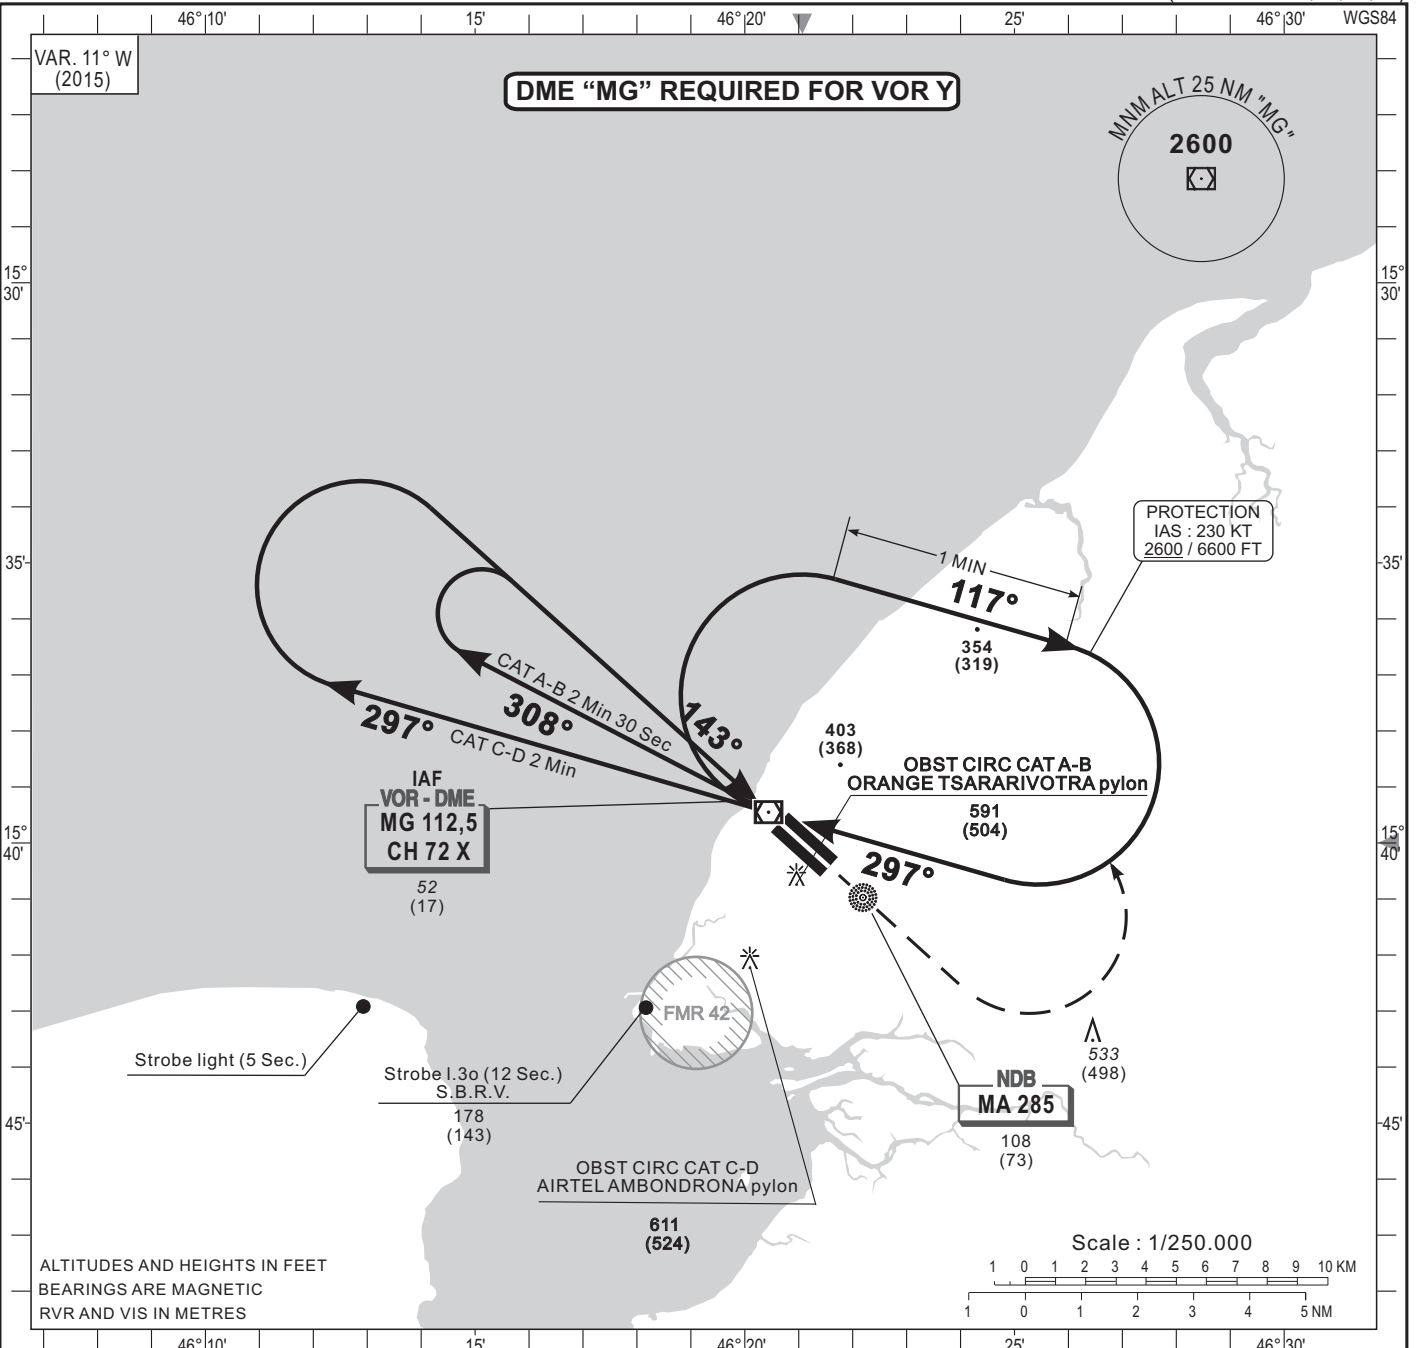 46°10'
15'
46°20'
25'
46°30'
WGS84
VAR. 11° W
(2015)
DME “MG” REQUIRED FOR VOR Y
MNM ALT 25 NM "MG"
2600
15°
30'
15°
30'
PROTECTION
IAS : 230 KT
2600 / 6600 FT
35'
35'
1 MIN
117°
354
(319)
CAT A-B 2 Min 30 Sec
308°
143°
297°
CAT C-D 2 Min
403
(368)
OBST CIRC CAT A-B
ORANGE TSARARIVOTRA pylon
591
(504)
IAF
VOR - DME
MG 112,5
CH 72 X
52
(17)
15°
40'
15°
40'
297°
FMR 42
Strobe light (5 Sec.)
Strobe l.3o (12 Sec.)
S.B.R.V.
178
(143)
533
(498)
NDB
MA 285
108
(73)
45'
45'
OBST CIRC CAT C-D
AIRTEL AMBONDRONA pylon
611
(524)
ALTITUDES AND HEIGHTS IN FEET
BEARINGS ARE MAGNETIC
RVR AND VIS IN METRES
Scale : 1/250.000
1 0 1 2 3 4 5 6 7 8 9 10 KM
1 0 1 2 3 4 5 NM
46°10'
15'
46°20'
25'
46°30'